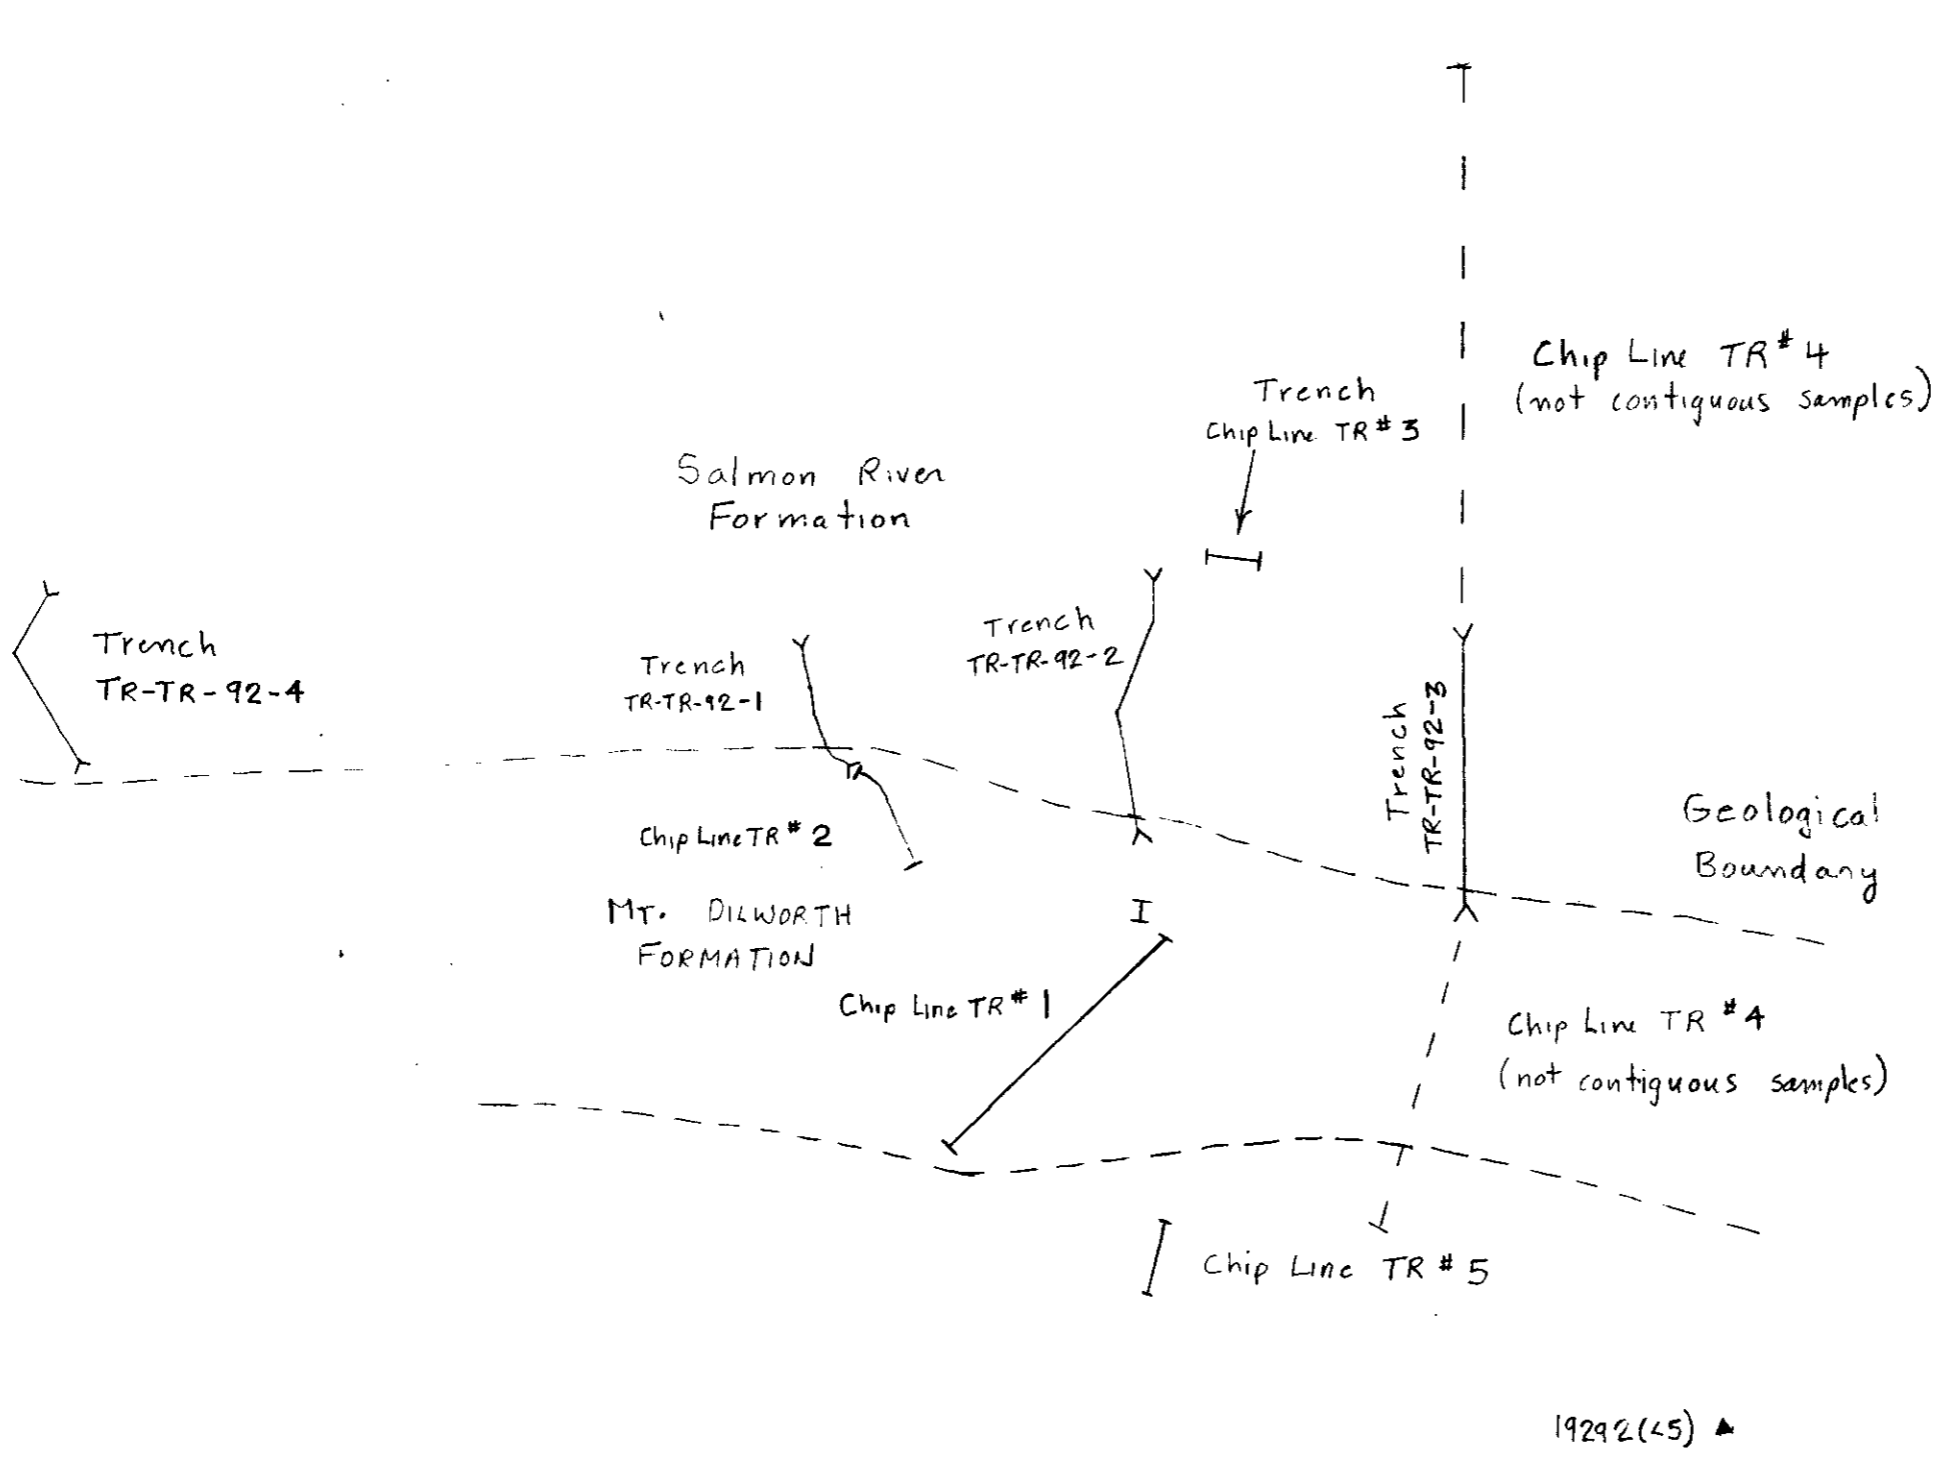 Chip Line TR #4
(not contiguous samples)
Trench
Chip Line TR #3
Salmon River
Formation
Trench
TR-TR-92-4
Trench
TR-TR-92-1
Trench
TR-TR-92-2
Trench
TR-TR-92-3
Geological
Boundary
Chip Line TR #2
MT. DILWORTH
FORMATION
Chip Line TR #1
Chip Line TR #4
(not contiguous samples)
Chip Line TR #5
19292(<5)